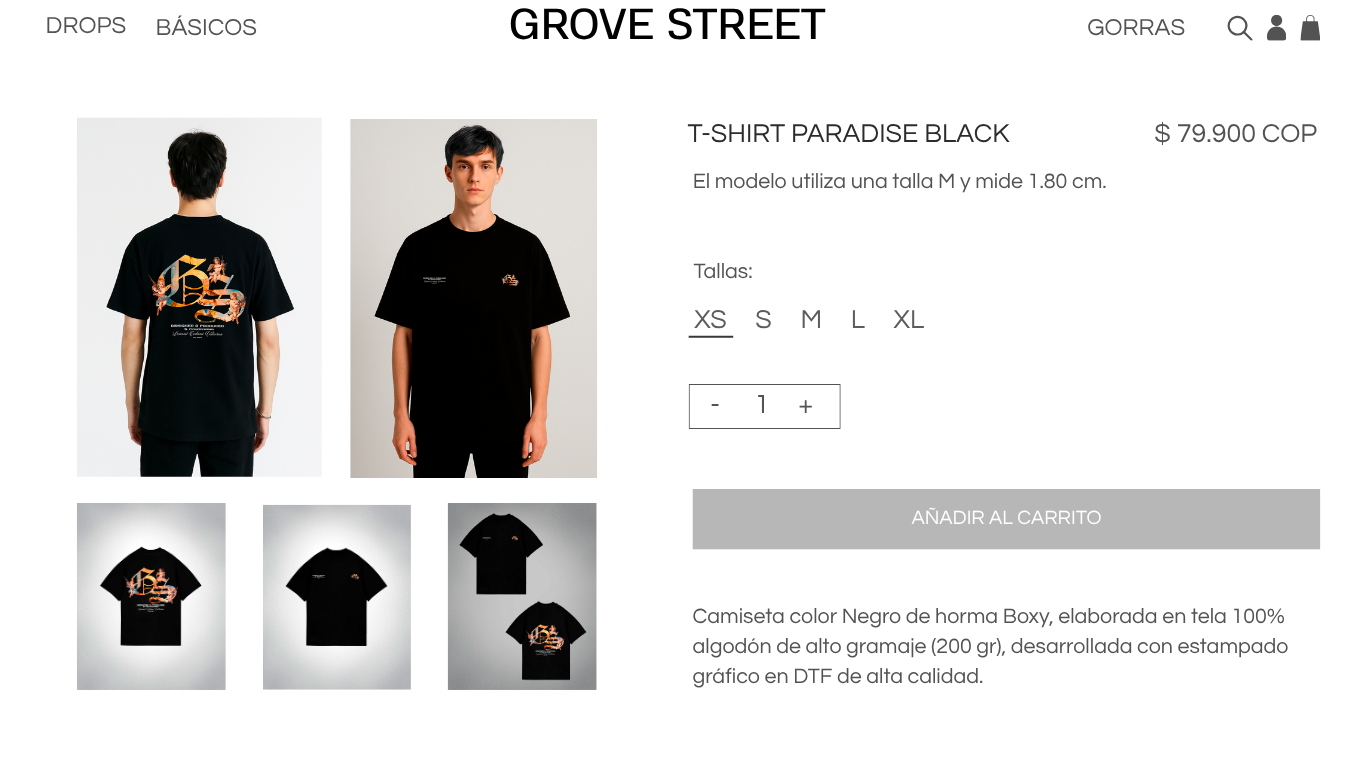 DROPS
BÁSICOS
GROVE STREET
GORRAS
T-SHIRT PARADISE BLACK
$ 79.900 COP
El modelo utiliza una talla M y mide 1.80 cm.
Tallas:
XS S M L XL
- 1 +
AÑADIR AL CARRITO
Camiseta color Negro de horma Boxy, elaborada en tela 100%
algodón de alto gramaje (200 gr), desarrollada con estampado
gráfico en DTF de alta calidad.
GS